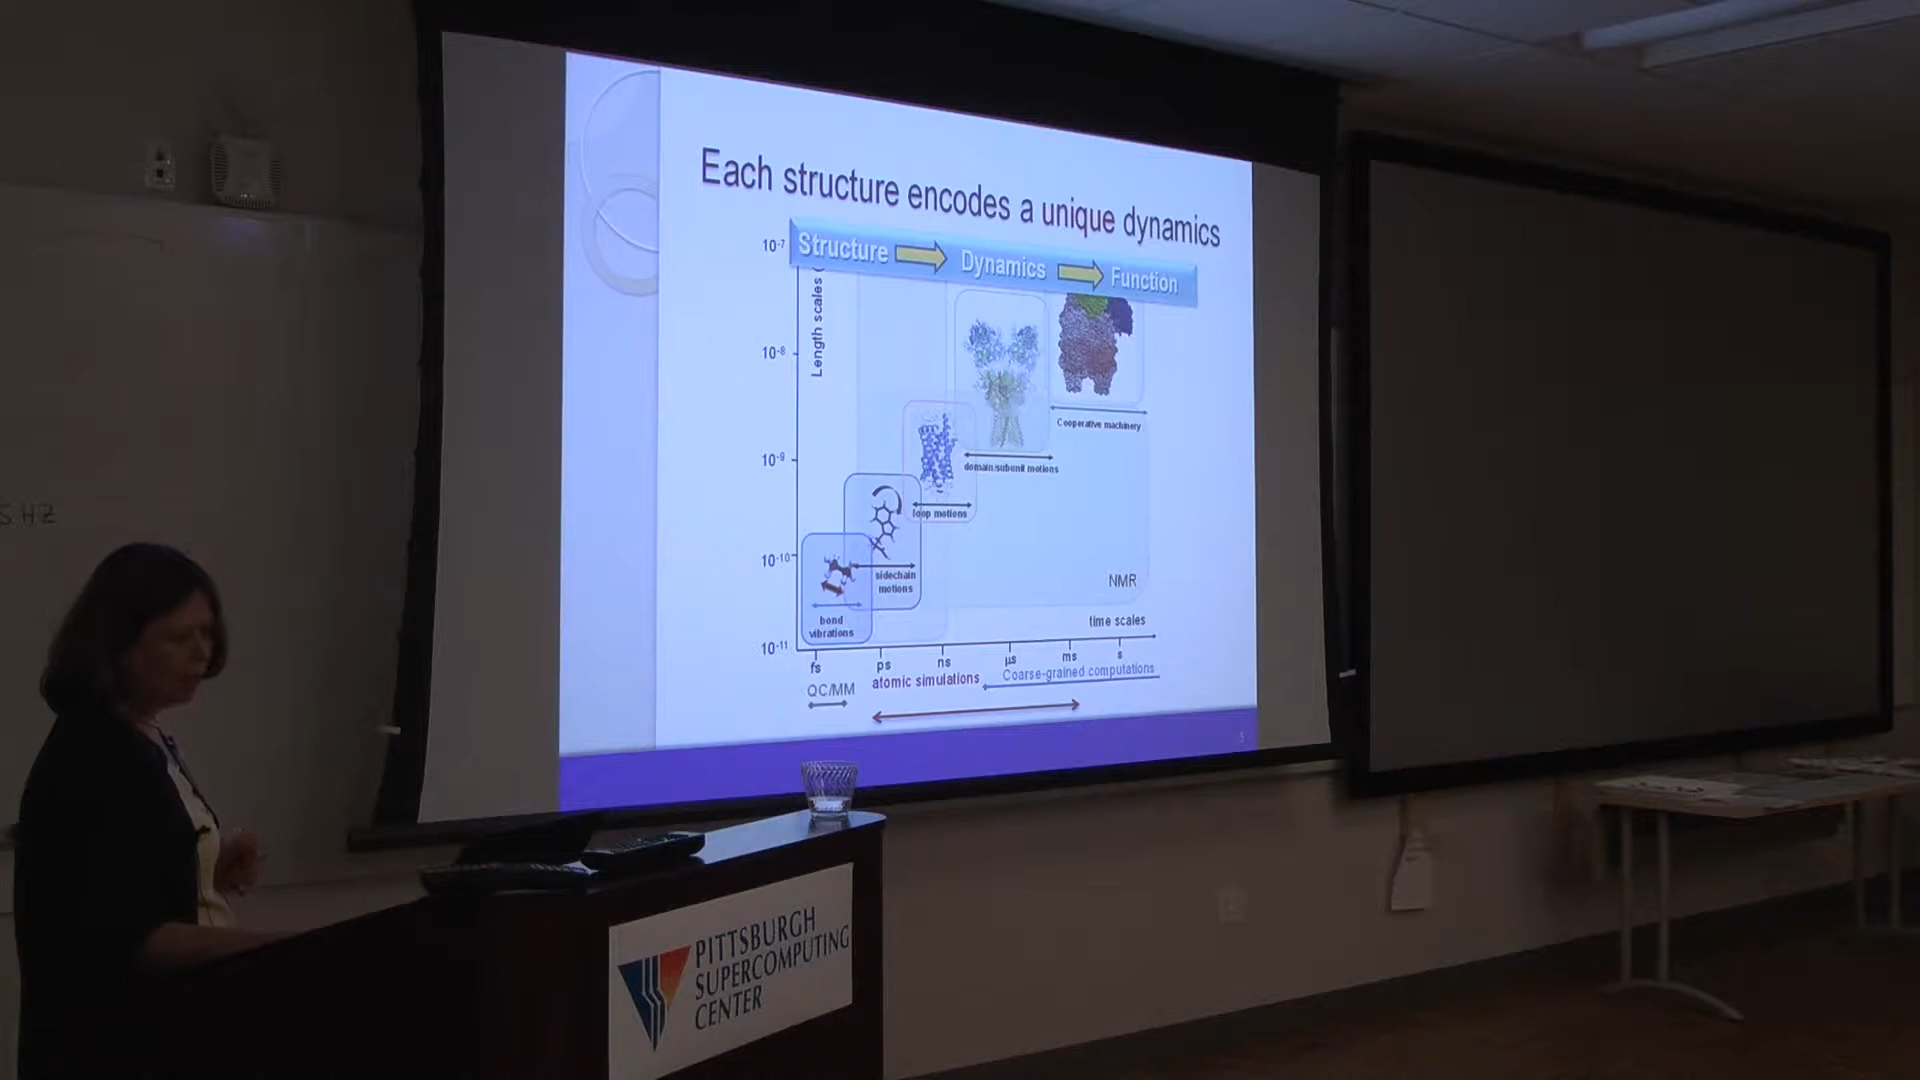 Each structure encodes a unique dynamics
Structure Dynamics Function
10-7
Length scales (
10-8
Cooperative machinery
10-9
domain/subunit motions
loop motions
10-10
sidechain
motions
NMR
bond
vibrations
time scales
10-11
fs ps ns µs ms s
QC/MM atomic simulations Coarse-grained computations
PITTSBURGH
SUPERCOMPUTING
CENTER